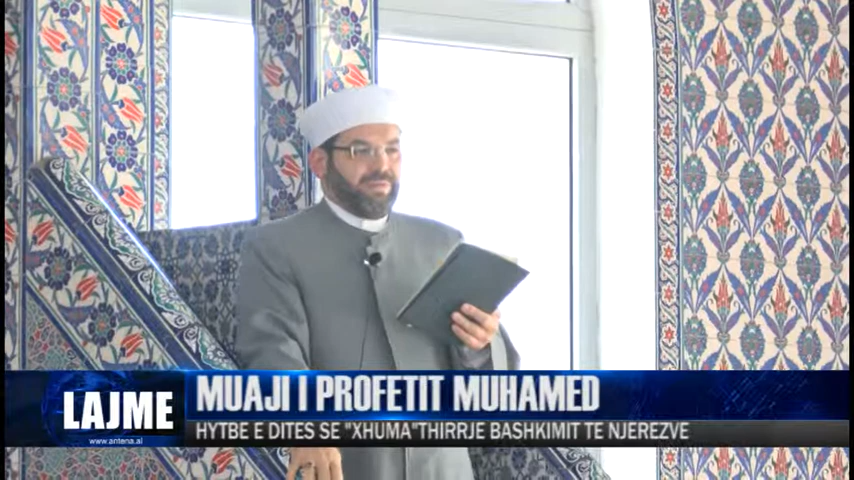 LAJME
www.antena.al
MUAJI I PROFETIT MUHAMED
HYTBE E DITES SE "XHUMA"THIRRJE BASHKIMIT TE NJEREZVE